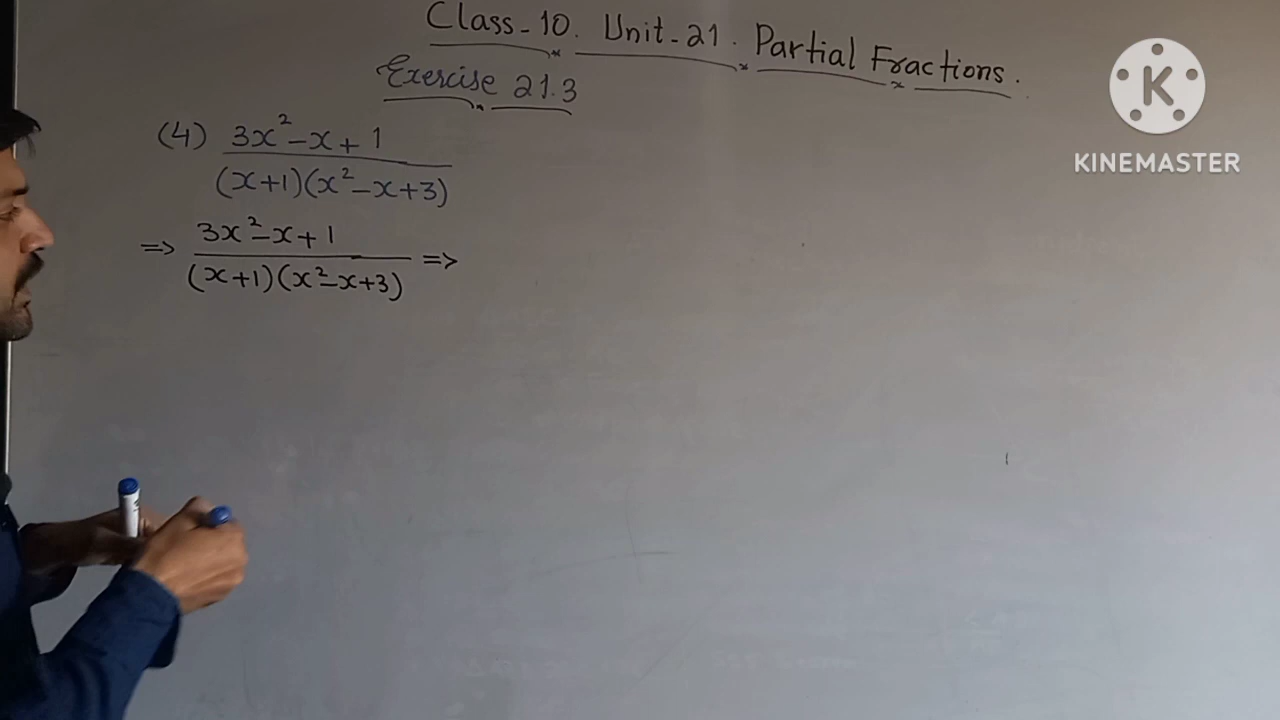 Class-10. Unit-21. Partial Fractions.
Exercise 21.3
(4) 3x²-x+1
(x+1)(x²-x+3)
=> 3x²-x+1
(x+1)(x²-x+3) =>
K
KINEMASTER